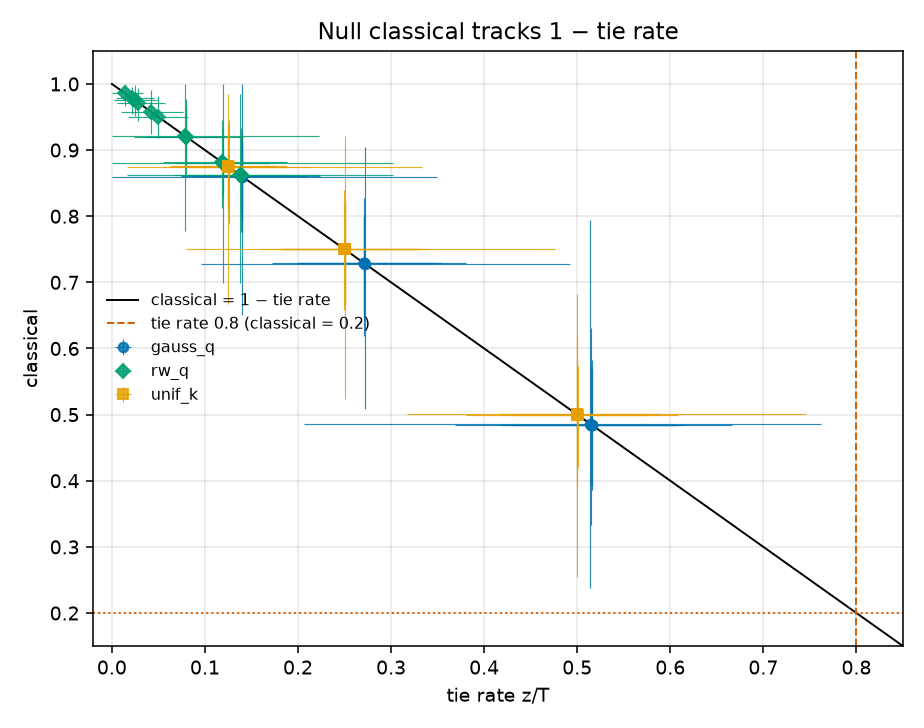 Null classical tracks 1 − tie rate
classical
1.0
0.9
0.8
0.7
0.6
0.5
0.4
0.3
0.2
classical = 1 − tie rate
tie rate 0.8 (classical = 0.2)
gauss_q
rw_q
unif_k
0.0 0.1 0.2 0.3 0.4 0.5 0.6 0.7 0.8
tie rate z/T